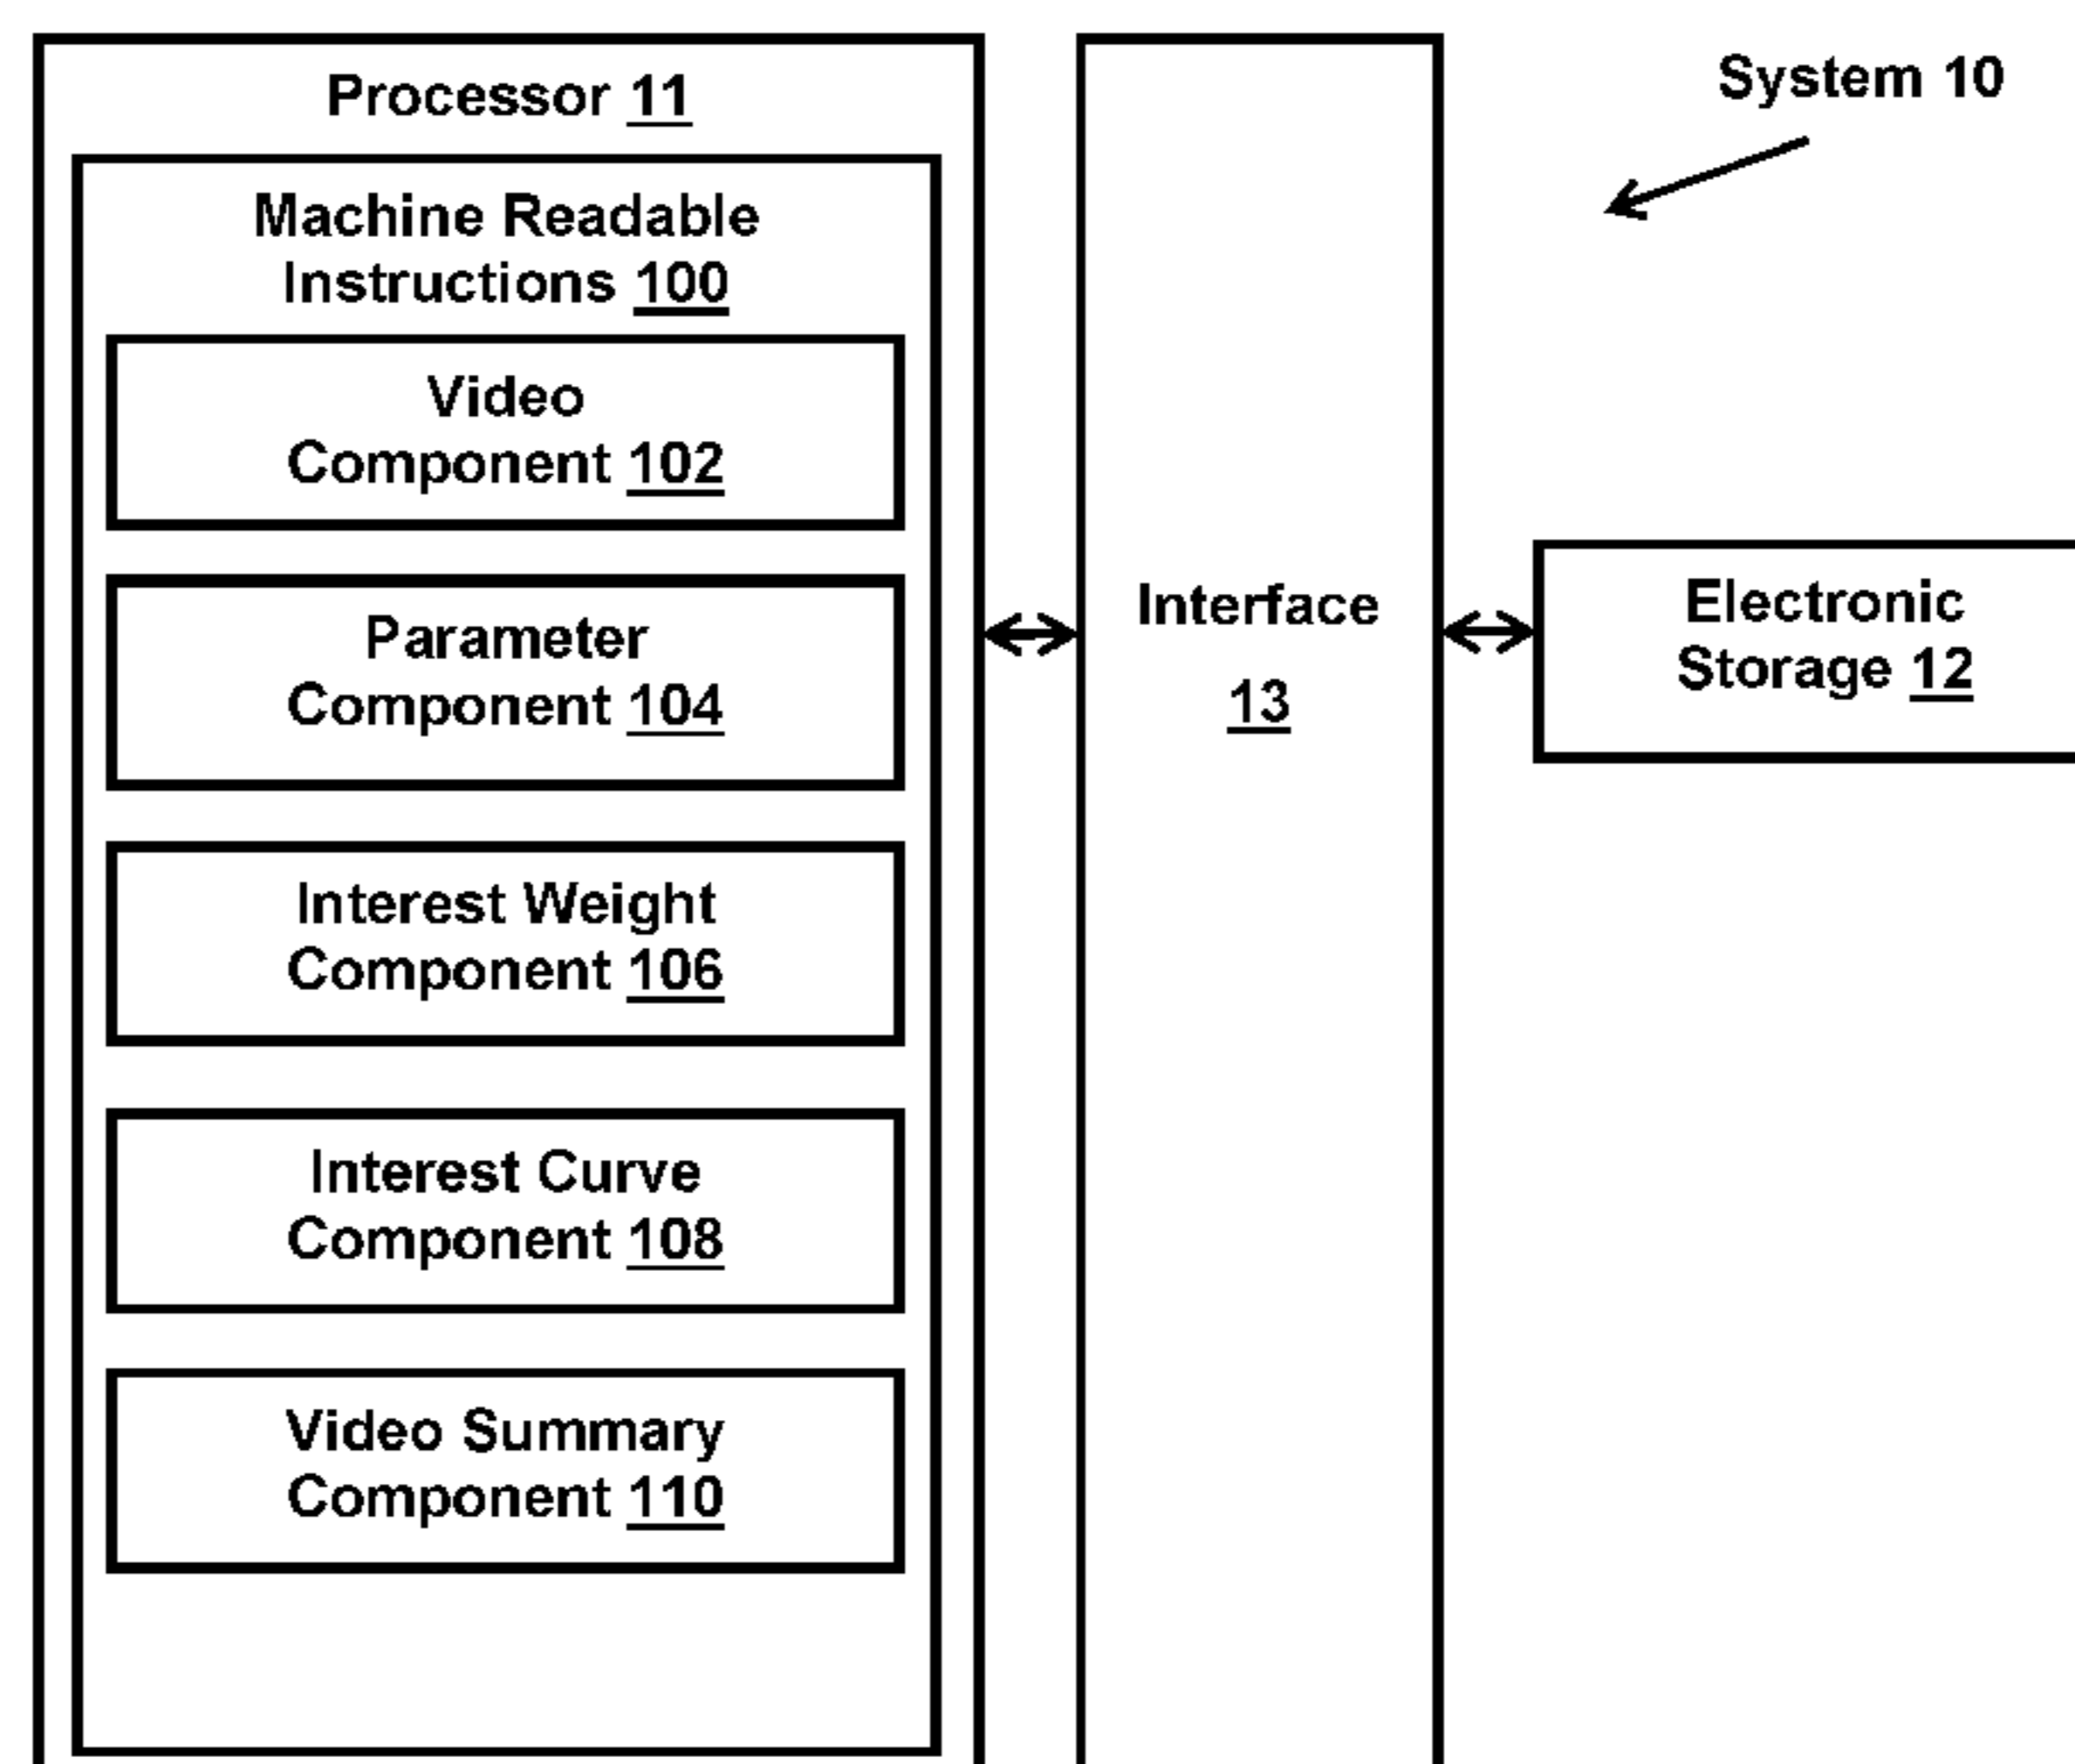 Processor 11
Machine Readable
Instructions 100
Video
Component 102
Parameter
Component 104
Interest Weight
Component 106
Interest Curve
Component 108
Video Summary
Component 110
Interface
13
System 10
Electronic
Storage 12